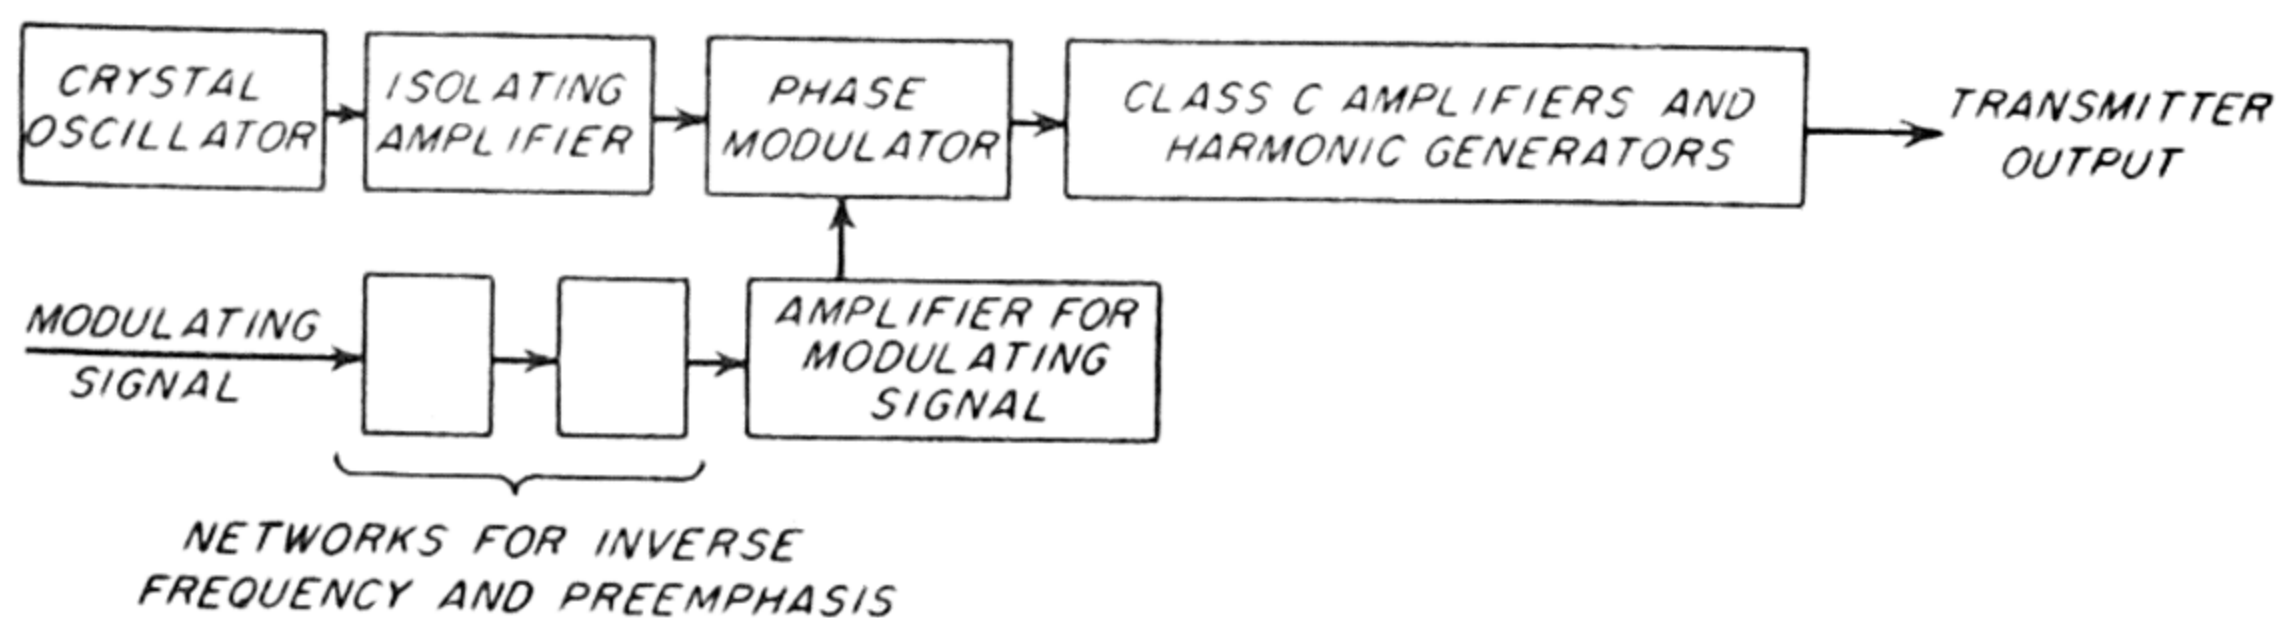 CRYSTAL
OSCILLATOR
ISOLATING
AMPLIFIER
PHASE
MODULATOR
CLASS C AMPLIFIERS AND
HARMONIC GENERATORS
TRANSMITTER
OUTPUT
MODULATING
SIGNAL
AMPLIFIER FOR
MODULATING
SIGNAL
NETWORKS FOR INVERSE
FREQUENCY AND PREEMPHASIS